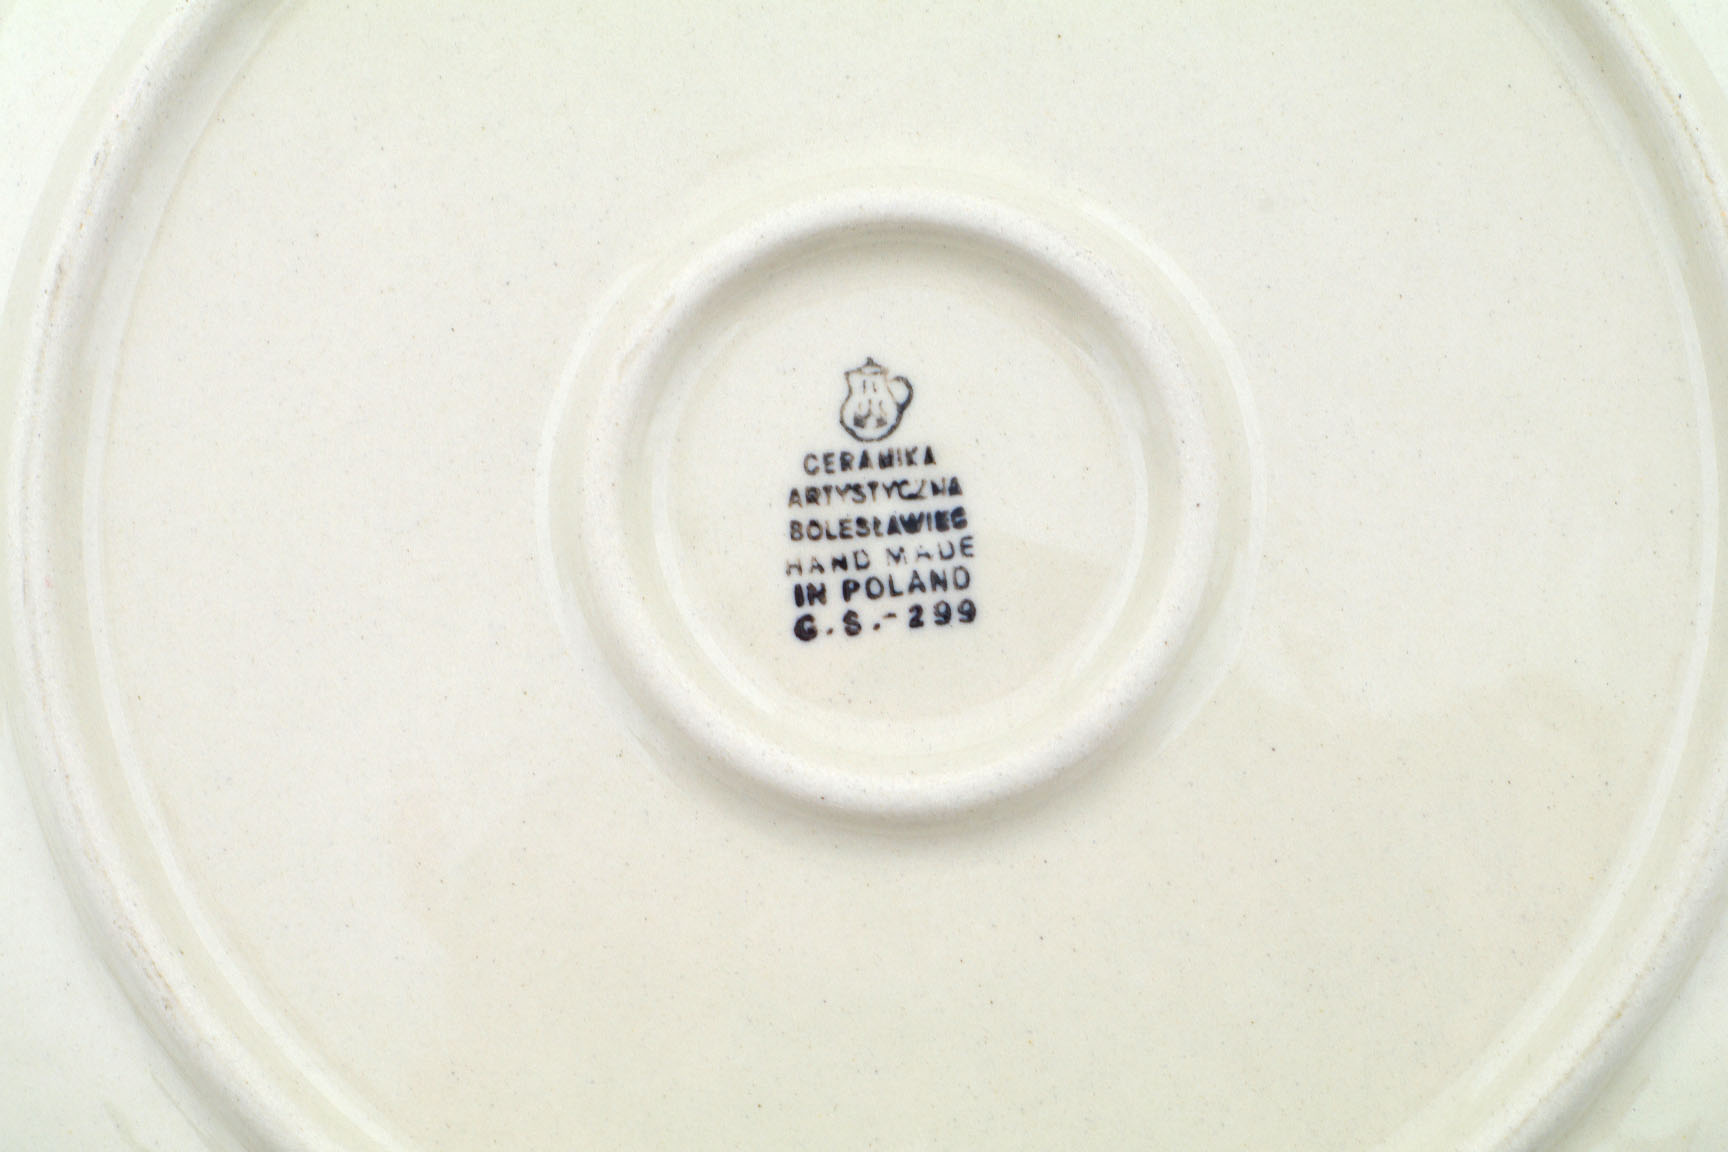 CERAMIKA
ARTYSTYCZNA
BOLESŁAWIEC
HAND MADE
IN POLAND
G.S.-299